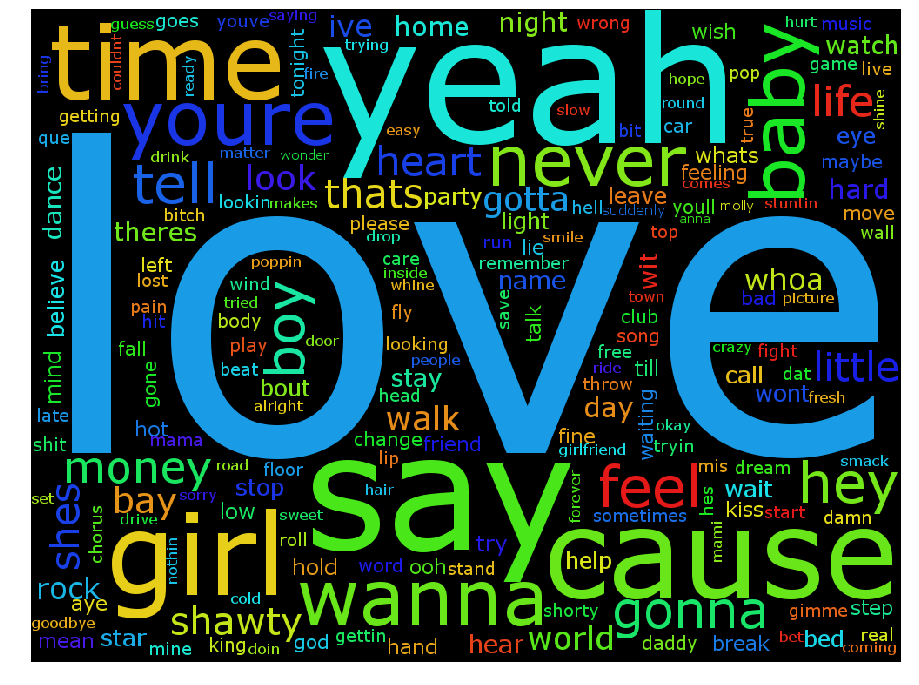 guess goes youve saying ive home night wrong wish hurt music
bring time couldnt ready tonight trying yeah baby watch
fire told slow hope pop game live
getting youre easy round car true life shine
que drink matter wonder heart never bit whats eye
dance tell look thats party gotta leave comes feeling maybe
bitch lookin makes please light hell suddenly youll molly stuntin hard
theres drop run lie smile anna top move
love wall
believe left poppin care remember wit whoa
lost wind inside whine name town bad picture
pain tried boy fly save talk club
hit body door looking song
mind fall play people free crazy fight
gone beat stay ride till call dat little
bout head throw wont fresh
late alright walk day waiting
shit hot mama change friend fine girlfriend okay tryin
money road floor lip say feel mis dream smack hey
set shes bay sorry stop hair forever hes wait
chorus drive low sweet sometimes kiss start damn
girl nothin roll try cause mami
rock hold word ooh stand help
aye cold wanna shorty gonna gimme step
goodbye shawty
mean star mine king doin god gettin hand hear world daddy break bet bed real
coming